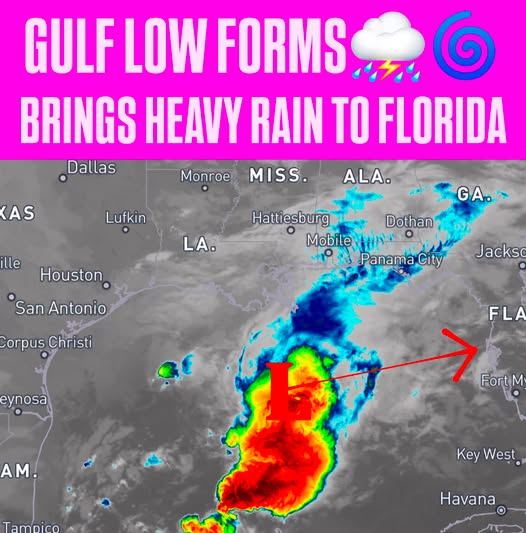 GULF LOW FORMS
BRINGS HEAVY RAIN TO FLORIDA
Dallas
Monroe
MISS.
ALA.
GA.
XAS
Lufkin
Hattiesburg
Dothan
LA.
Mobile
Panama City
Jackso
ille
Houston
San Antonio
FLA
Corpus Christi
L
Fort My
eynosa
Key West
AM.
Havana
Tampico